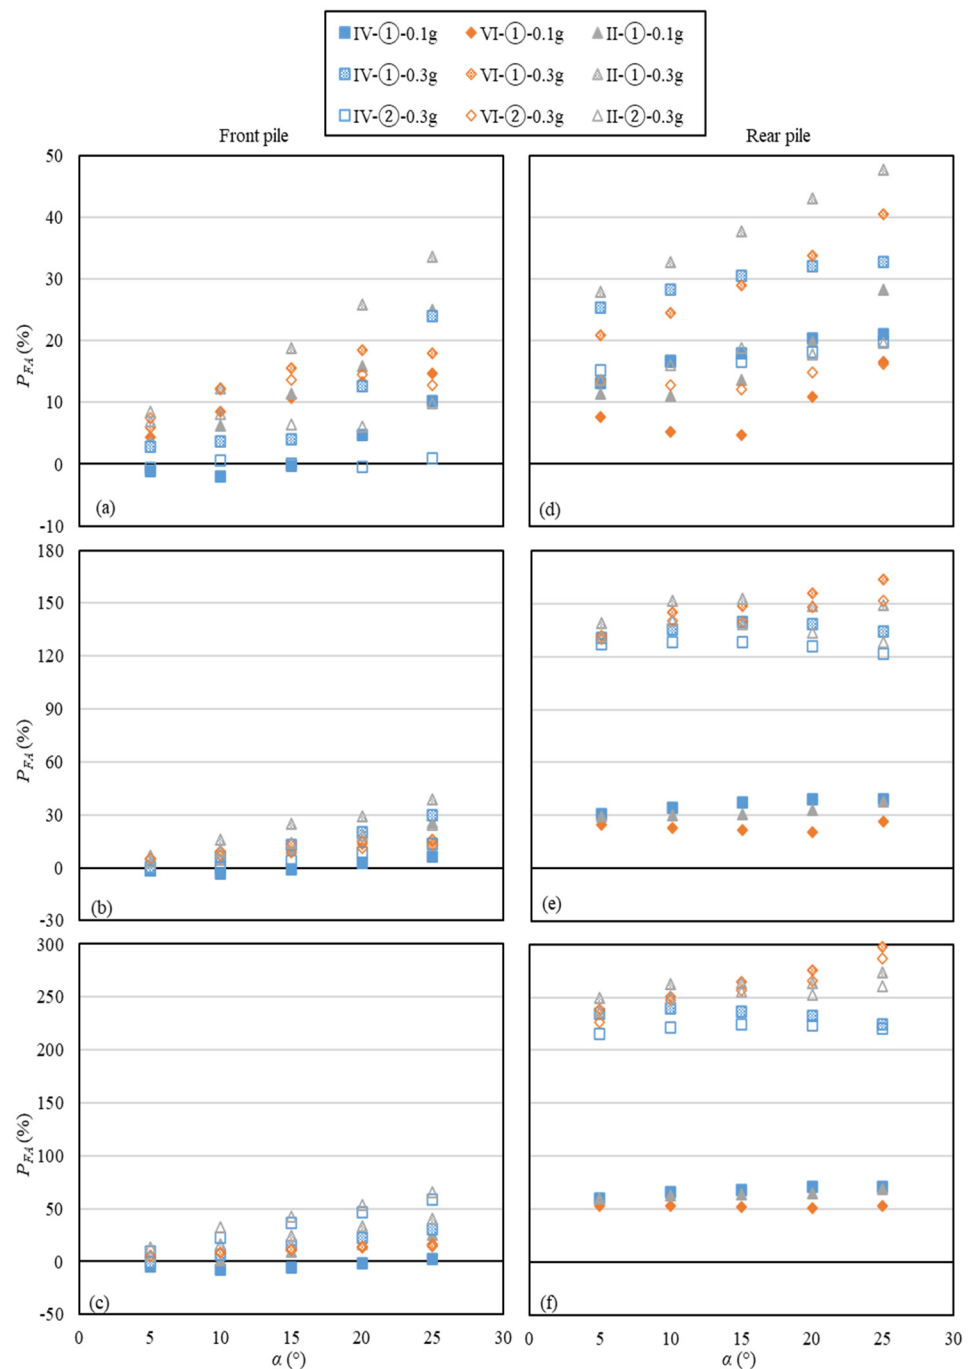 IV-①-0.1g VI-①-0.1g II-①-0.1g
IV-①-0.3g VI-①-0.3g II-①-0.3g
IV-②-0.3g VI-②-0.3g II-②-0.3g
Front pile Rear pile
50
40
30
20
10
0
-10
P_FA (%)
(a) (d)
180
150
120
90
60
30
0
-30
P_FA (%)
(b) (e)
300
250
200
150
100
50
0
-50
P_FA (%)
(c) (f)
0 5 10 15 20 25 30 5 10 15 20 25 30
α (°) α (°)